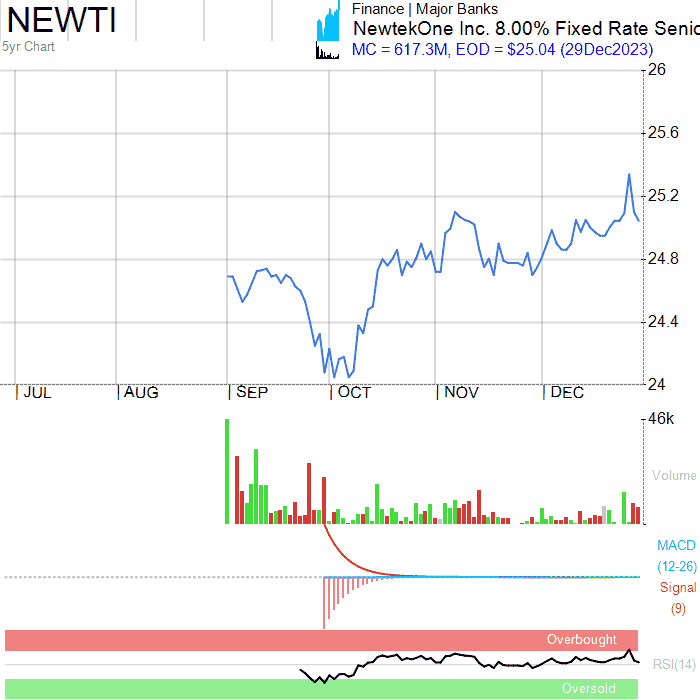 NEWTI
5yr Chart
Finance | Major Banks
NewtekOne Inc. 8.00% Fixed Rate Senio
MC = 617.3M, EOD = $25.04 (29Dec2023)
26
25.6
25.2
24.8
24.4
24
JUL
AUG
SEP
OCT
NOV
DEC
46k
Volume
MACD
(12-26)
Signal
(9)
Overbought
RSI(14)
Oversold